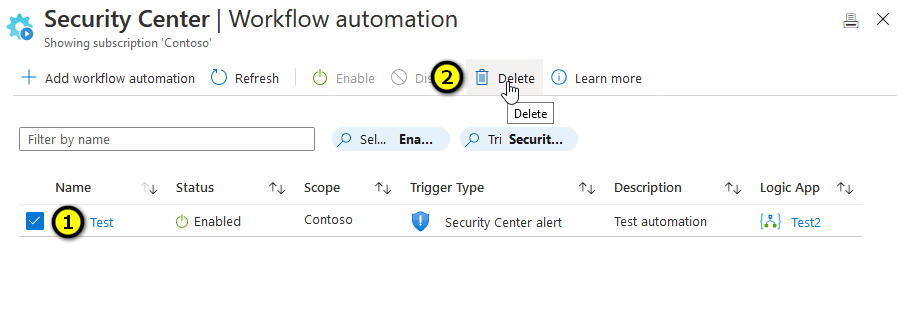 Security Center | Workflow automation
Showing subscription 'Contoso'
Add workflow automation Refresh Enable Dis 2 Delete Learn more
Delete
Filter by name Sel... Ena... Tri Securit...
Name Status Scope Trigger Type Description Logic App
1 Test Enabled Contoso Security Center alert Test automation Test2